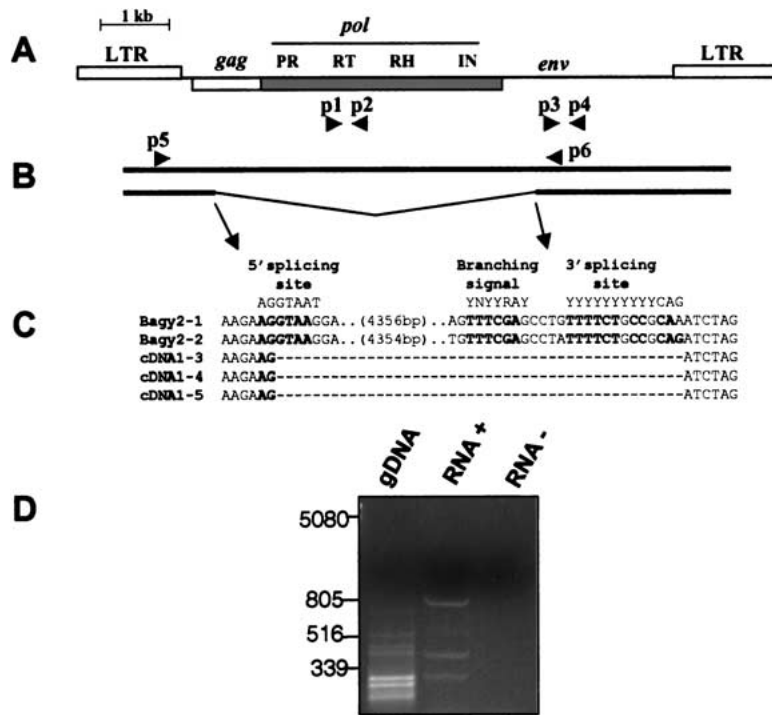 1 kb
pol
A LTR gag PR RT RH IN env LTR
p1 p2 p3 p4
p5 p6
B
5'splicing Branching 3'splicing
site signal site
AGGTAAT YNYYRAY YYYYYYYYYYCAG
C Bagy2-1 AAGAAGGTAAGGA..(4356bp)..AGTTTCGAGCCTGTTTTCTGCCGCAAATCTAG
Bagy2-2 AAGAAGGTAAGGA..(4354bp)..TGTTTCGAGCCTATTTTCTGCCGCAGATCTAG
cDNA1-3 AAGAAG----------------------------------------------ATCTAG
cDNA1-4 AAGAAG----------------------------------------------ATCTAG
cDNA1-5 AAGAAG----------------------------------------------ATCTAG
gDNA RNA + RNA -
D
5080
805
516
339